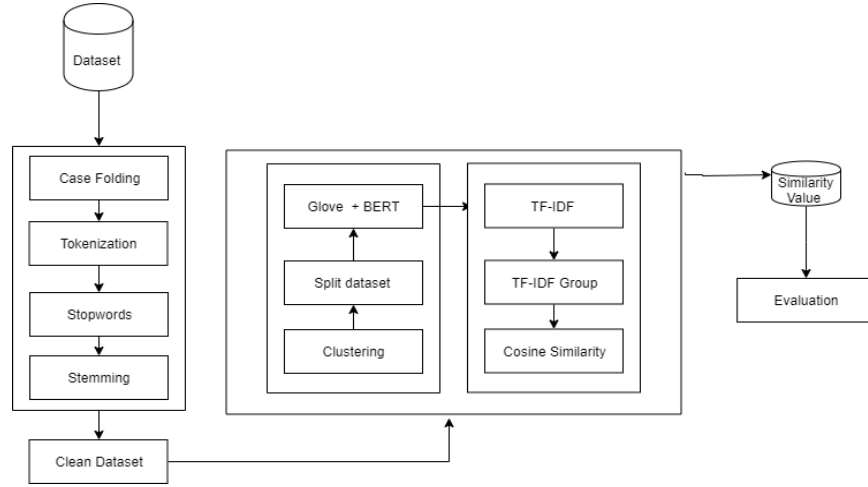 Dataset
Case Folding
Tokenization
Stopwords
Stemming
Clean Dataset
Glove + BERT
Split dataset
Clustering
TF-IDF
TF-IDF Group
Cosine Similarity
Similarity
Value
Evaluation